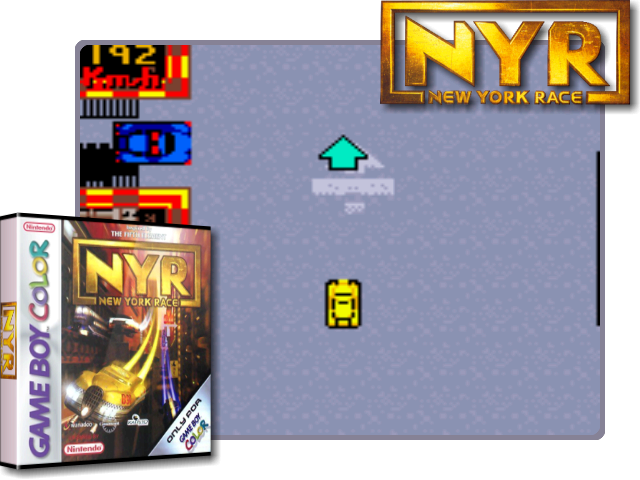 192
Km/h
NYR
NEW YORK RACE
Nintendo
THE FIFTH ELEMENT
NYR
NEW YORK RACE
GAME BOY COLOR
NYR
KALISTO
ONLY FOR
GAME BOY
COLOR
Nintendo